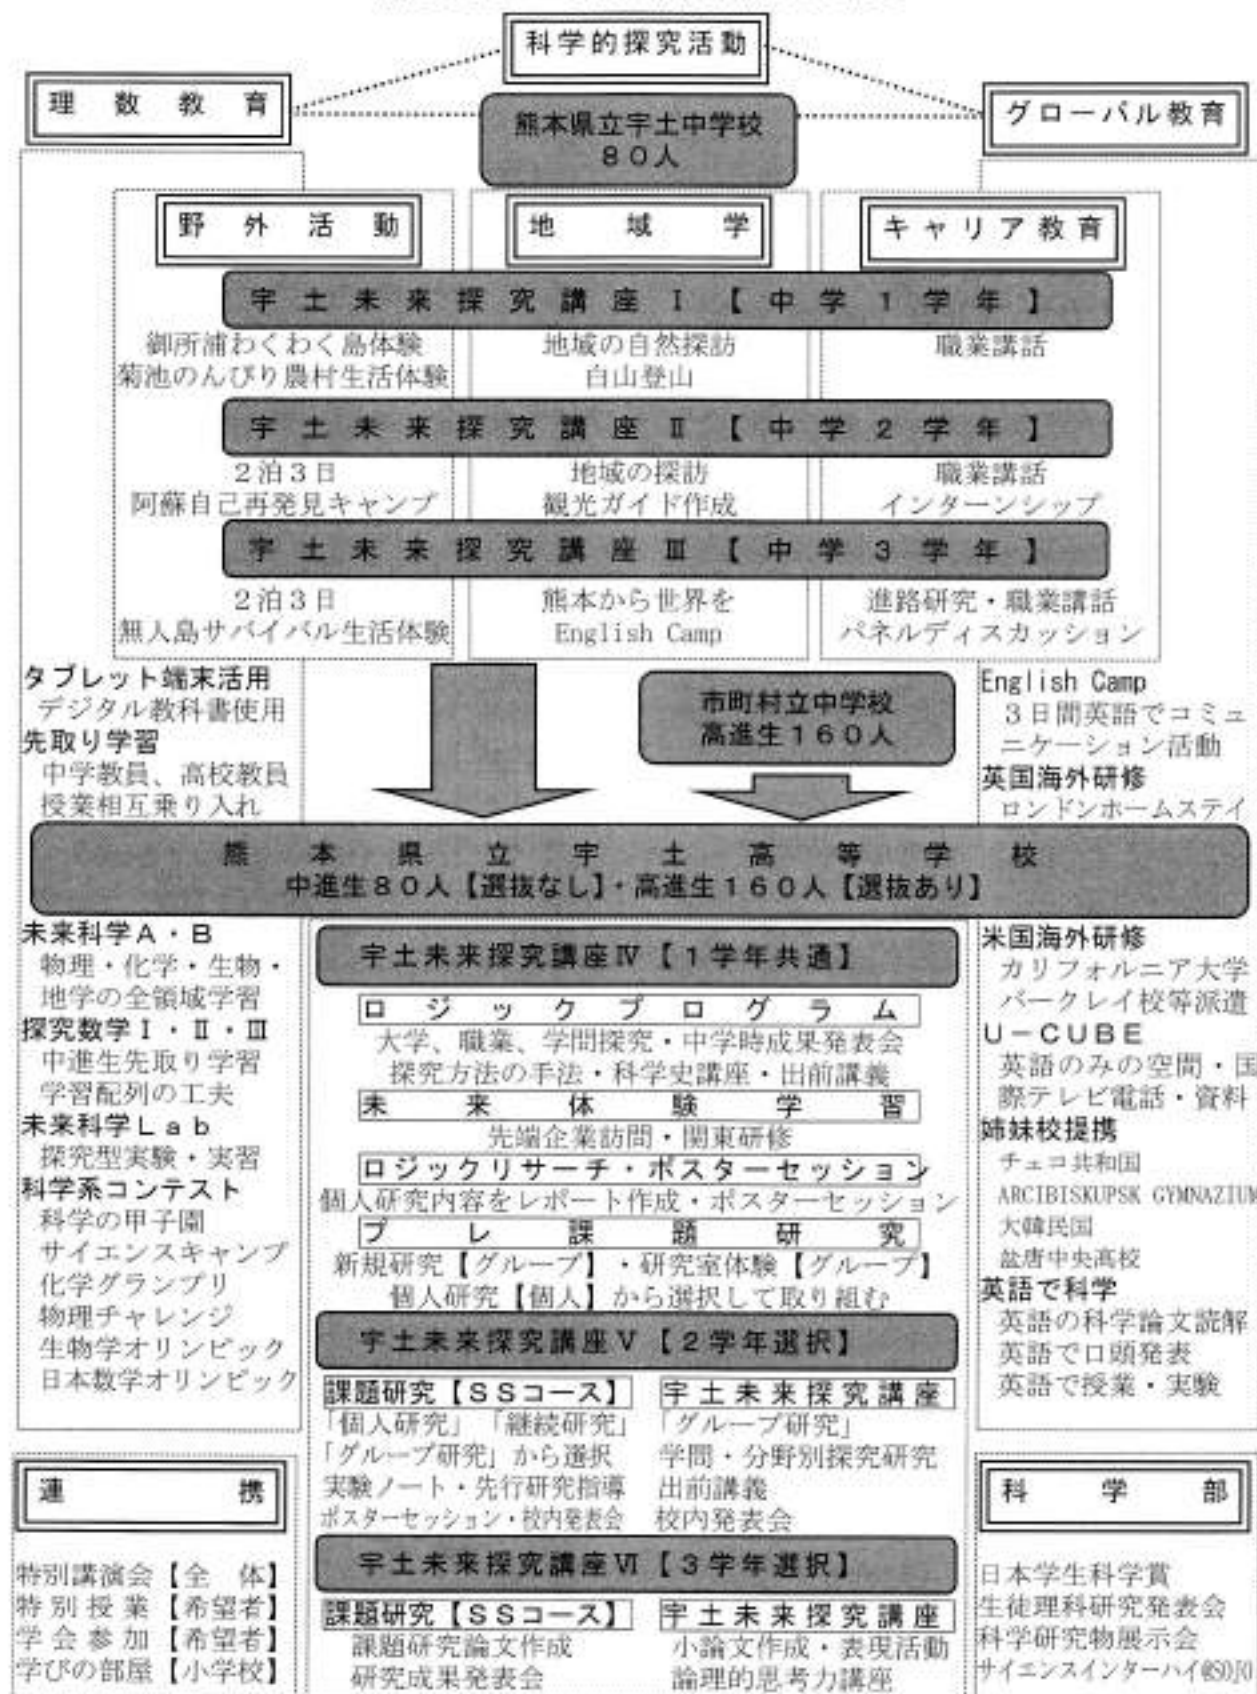 科学的探究活動
理数教育
グローバル教育
熊本県立宇土中学校
80人
野外活動
地域学
キャリア教育
宇土未来探究講座Ⅰ【中学1学年】
御所浦わくわく島体験
菊池のんびり農村生活体験
地域の自然探訪
白山登山
職業講話
宇土未来探究講座Ⅱ【中学2学年】
2泊3日
阿蘇自己再発見キャンプ
地域の探訪
観光ガイド作成
職業講話
インターンシップ
宇土未来探究講座Ⅲ【中学3学年】
2泊3日
無人島サバイバル生活体験
熊本から世界を
English Camp
進路研究・職業講話
パネルディスカッション
タブレット端末活用
デジタル教科書使用
先取り学習
中学教員、高校教員
授業相互乗り入れ
市町村立中学校
高進生160人
English Camp
3日間英語でコミュ
ニケーション活動
英国海外研修
ロンドンホームステイ
熊本県立宇土高等学校
中進生80人【選抜なし】・高進生160人【選抜あり】
未来科学A・B
物理・化学・生物・
地学の全領域学習
探究数学Ⅰ・Ⅱ・Ⅲ
中進生先取り学習
学習配列の工夫
未来科学Lab
探究型実験・実習
科学系コンテスト
科学の甲子園
サイエンスキャンプ
化学グランプリ
物理チャレンジ
生物学オリンピック
日本数学オリンピック
宇土未来探究講座Ⅳ【1学年共通】
ロジックプログラム
大学、職業、学問探究・中学時成果発表会
探究方法の手法・科学史講座・出前講義
未来体験学習
先端企業訪問・関東研修
ロジックリサーチ・ポスターセッション
個人研究内容をレポート作成・ポスターセッション
プレ課題研究
新規研究【グループ】・研究室体験【グループ】
個人研究【個人】から選択して取り組む
宇土未来探究講座Ⅴ【2学年選択】
課題研究【SSコース】
「個人研究」「継続研究」
「グループ研究」から選択
実験ノート・先行研究指導
ポスターセッション・校内発表会
宇土未来探究講座
「グループ研究」
学問・分野別探究研究
出前講義
校内発表会
宇土未来探究講座Ⅵ【3学年選択】
課題研究【SSコース】
課題研究論文作成
研究成果発表会
宇土未来探究講座
小論文作成・表現活動
論理的思考力講座
米国海外研修
カリフォルニア大学
バークレイ校等派遣
U-CUBE
英語のみの空間・国
際テレビ電話・資料
姉妹校提携
チェコ共和国
ARCIBISKUPSK GYMNAZIUM
大韓民国
盆唐中央高校
英語で科学
英語の科学論文読解
英語で口頭発表
英語で授業・実験
連携
特別講演会【全 体】
特別授業【希望者】
学会参加【希望者】
学びの部屋【小学校】
科学部
日本学生科学賞
生徒理科研究発表会
科学研究物展示会
サイエンスインターハイ@SOJO